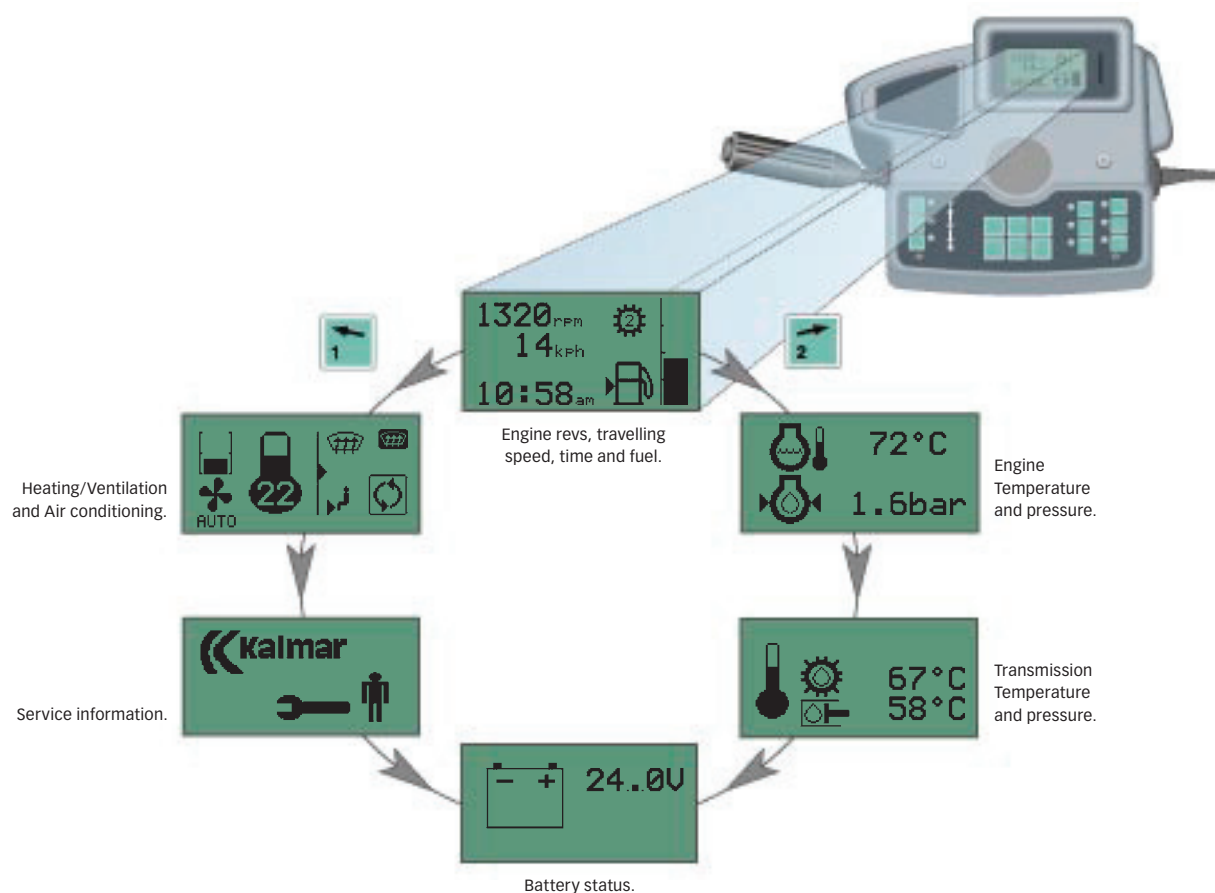 1320rpm
2
14kph
10:58am
1
2
Engine revs, travelling
speed, time and fuel.
22
AUTO
Heating/Ventilation
and Air conditioning.
72°C
1.6bar
Engine
Temperature
and pressure.
Kalmar
Service information.
67°C
58°C
Transmission
Temperature
and pressure.
- +
24.0V
Battery status.